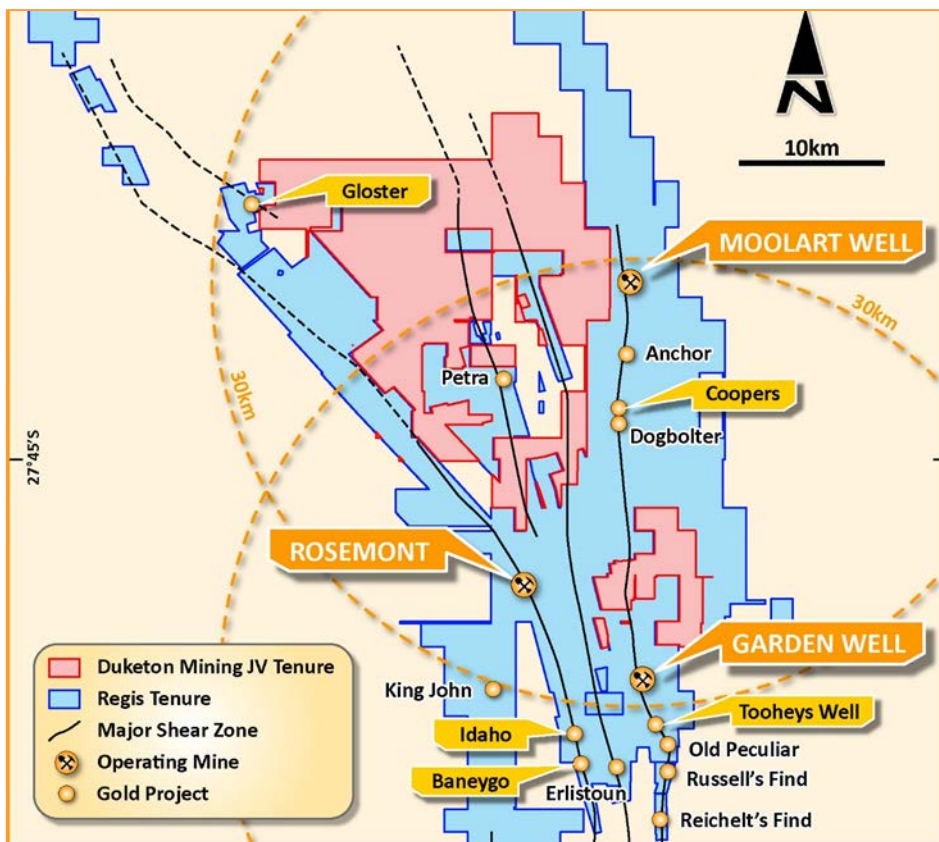 N
10km
Gloster
MOOLART WELL
30km
30km
Anchor
Petra
Coopers
Dogbolter
27°45'S
ROSEMONT
GARDEN WELL
Duketon Mining JV Tenure
Regis Tenure
Major Shear Zone
Operating Mine
Gold Project
King John
Tooheys Well
Idaho
Old Peculiar
Baneygo
Russell's Find
Erlistoun
Reichelt's Find